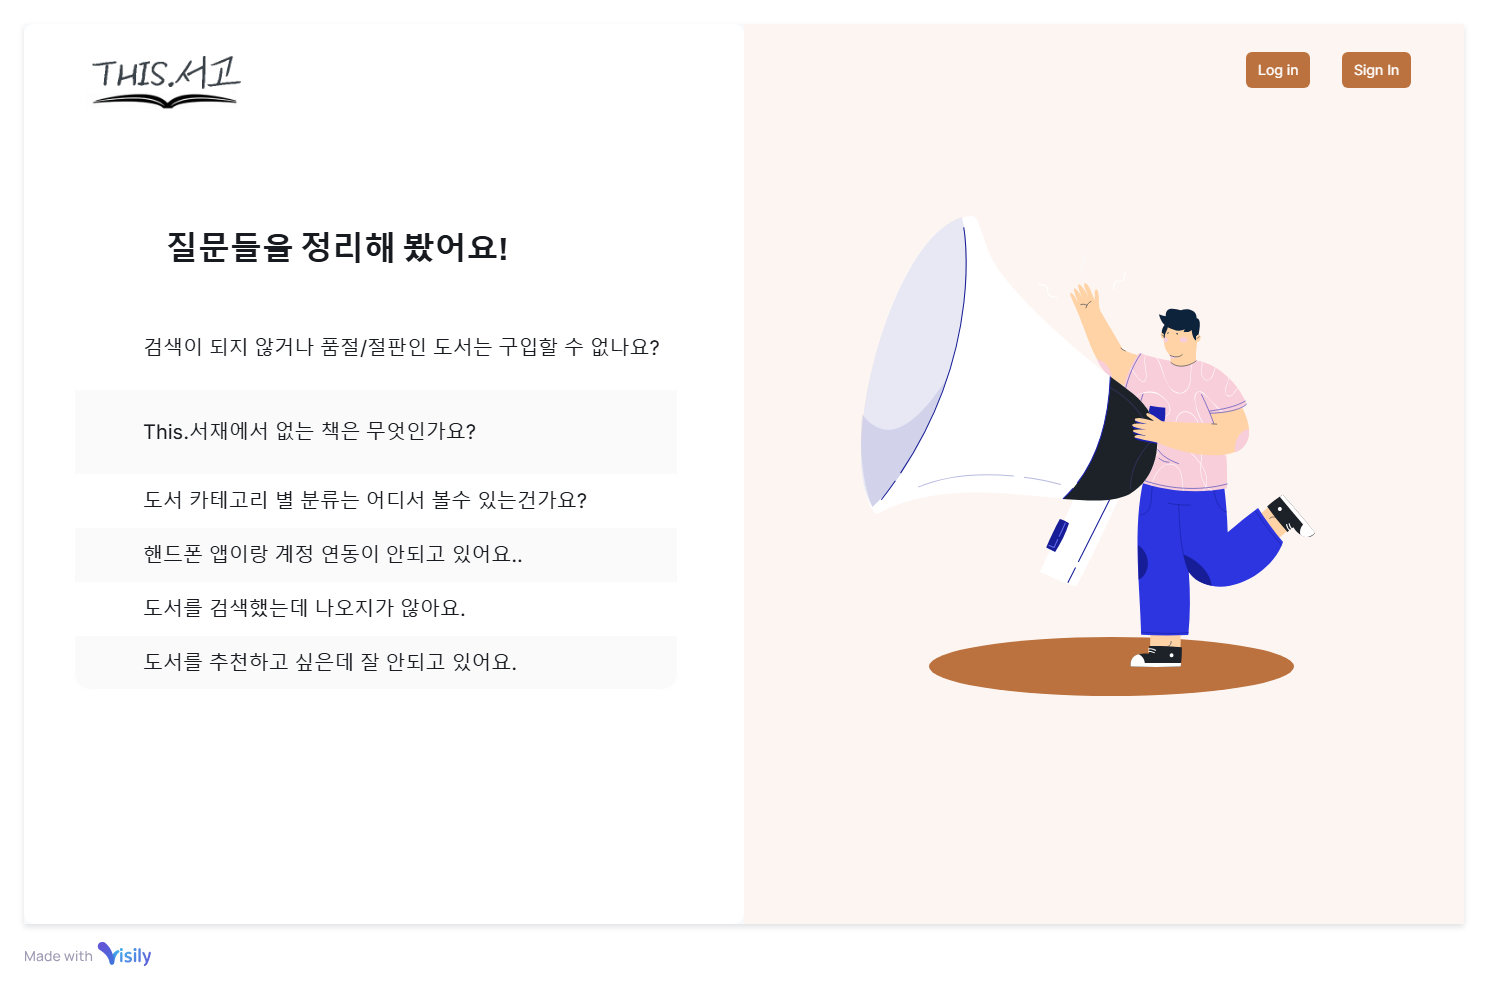 THIS.서고
Log in
Sign In
질문들을 정리해 봤어요!
검색이 되지 않거나 품절/절판인 도서는 구입할 수 없나요?
This.서재에서 없는 책은 무엇인가요?
도서 카테고리 별 분류는 어디서 볼수 있는건가요?
핸드폰 앱이랑 계정 연동이 안되고 있어요..
도서를 검색했는데 나오지가 않아요.
도서를 추천하고 싶은데 잘 안되고 있어요.
Made with Visily